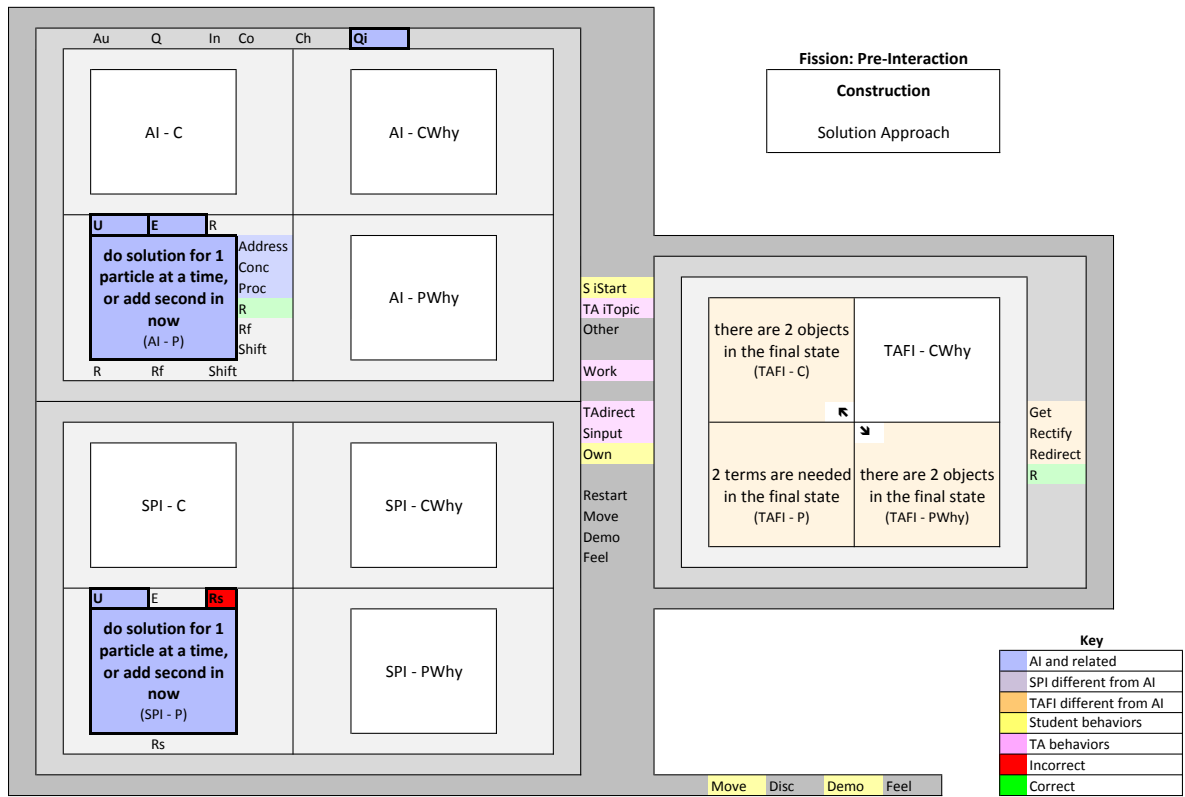 Au Q In Co Ch Qi
Fission: Pre-Interaction
Construction
Solution Approach
AI - C
AI - CWhy
U E R
do solution for 1
particle at a time,
or add second in
now
(AI - P)
Address
Conc
Proc
R
Rf
Shift
R Rf Shift
AI - PWhy
S iStart
TA iTopic
Other
Work
TAdirect
Sinput
Own
Restart
Move
Demo
Feel
there are 2 objects
in the final state
(TAFI - C)
TAFI - CWhy
2 terms are needed
in the final state
(TAFI - P)
there are 2 objects
in the final state
(TAFI - PWhy)
Get
Rectify
Redirect
R
SPI - C
SPI - CWhy
U E Rs
do solution for 1
particle at a time,
or add second in
now
(SPI - P)
Rs
SPI - PWhy
Key
AI and related
SPI different from AI
TAFI different from AI
Student behaviors
TA behaviors
Incorrect
Correct
Move Disc Demo Feel